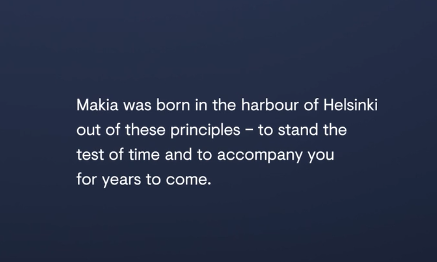 Makia was born in the harbour of Helsinki
out of these principles – to stand the
test of time and to accompany you
for years to come.